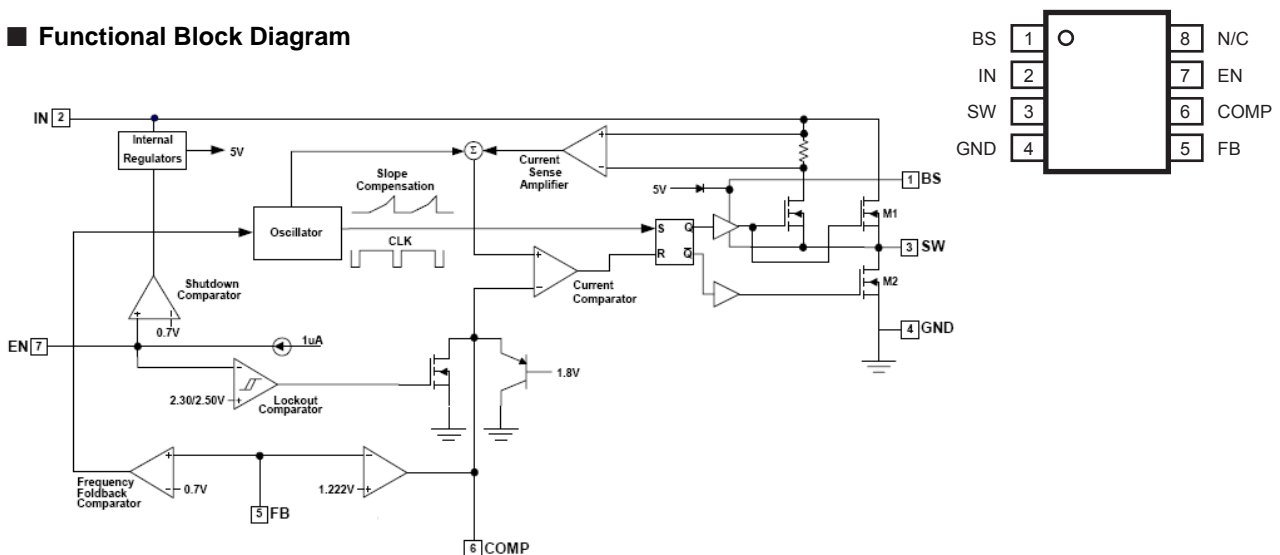 Functional Block Diagram
BS 1
IN 2
SW 3
GND 4
8 N/C
7 EN
6 COMP
5 FB
IN 2
Internal
Regulators
5V
Σ
+
−
Current
Sense
Amplifier
Slope
Compensation
5V
1 BS
Oscillator
CLK
S Q
R Q̅
M1
3 SW
M2
4 GND
+
−
Current
Comparator
Shutdown
Comparator
+ −
0.7V
EN 7
1uA
−
+
2.30/2.50V
Lockout
Comparator
1.8V
Frequency
Foldback
Comparator
+
−
0.7V
−
+
1.222V
5 FB
6 COMP